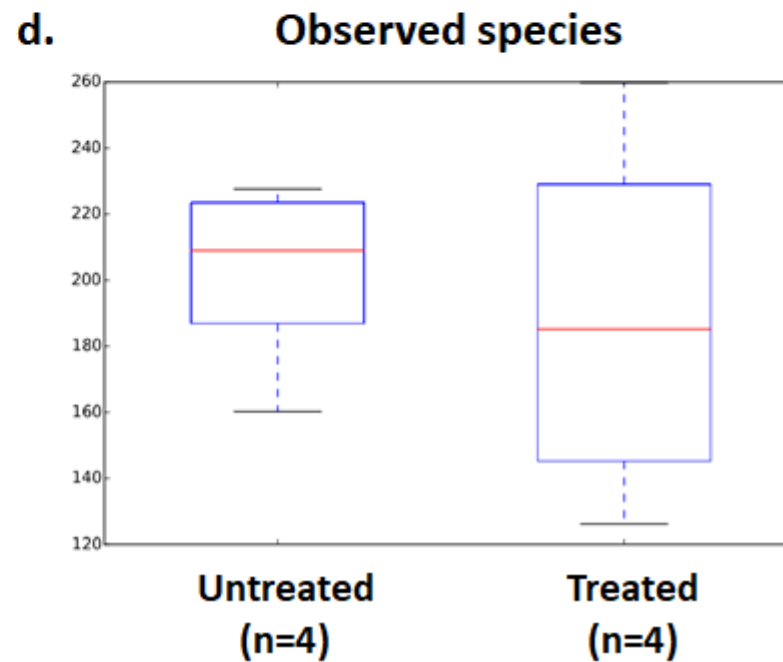 d. Observed species
260
240
220
200
180
160
140
120
Untreated Treated
(n=4) (n=4)